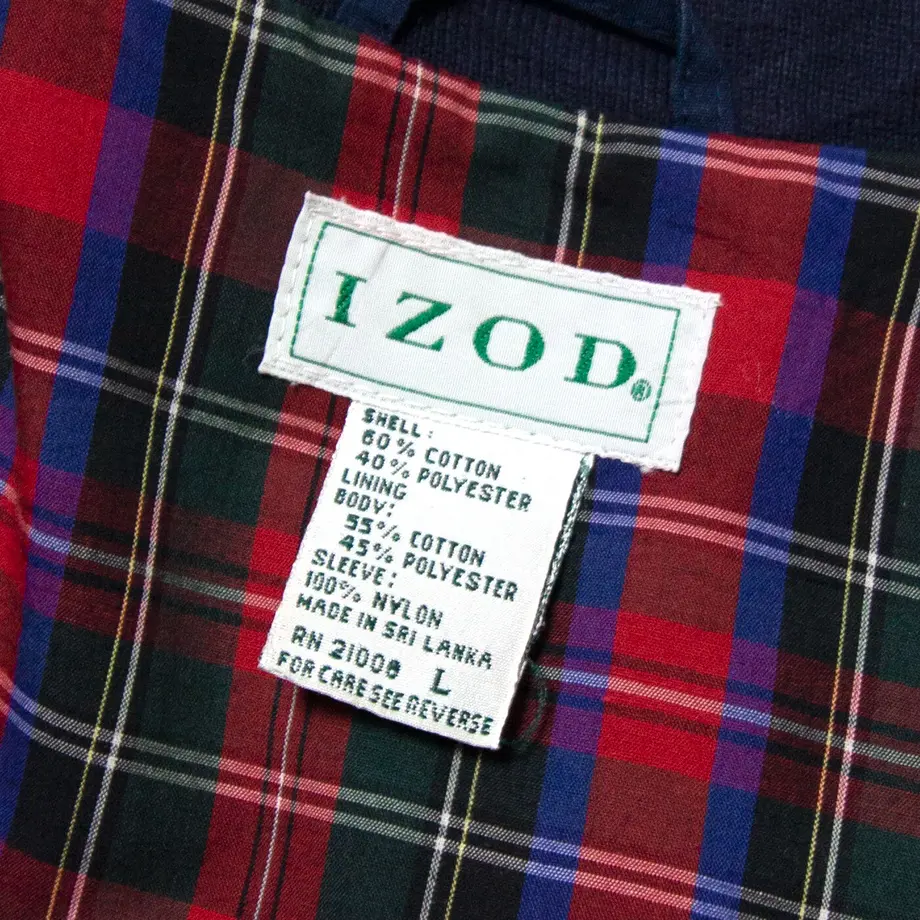 IZOD®
SHELL:
60% COTTON
40% POLYESTER
LINING
BODY:
55% COTTON
45% POLYESTER
SLEEVE:
100% NYLON
MADE IN SRI LANKA
RN 21006 L
FOR CARE SEE REVERSE